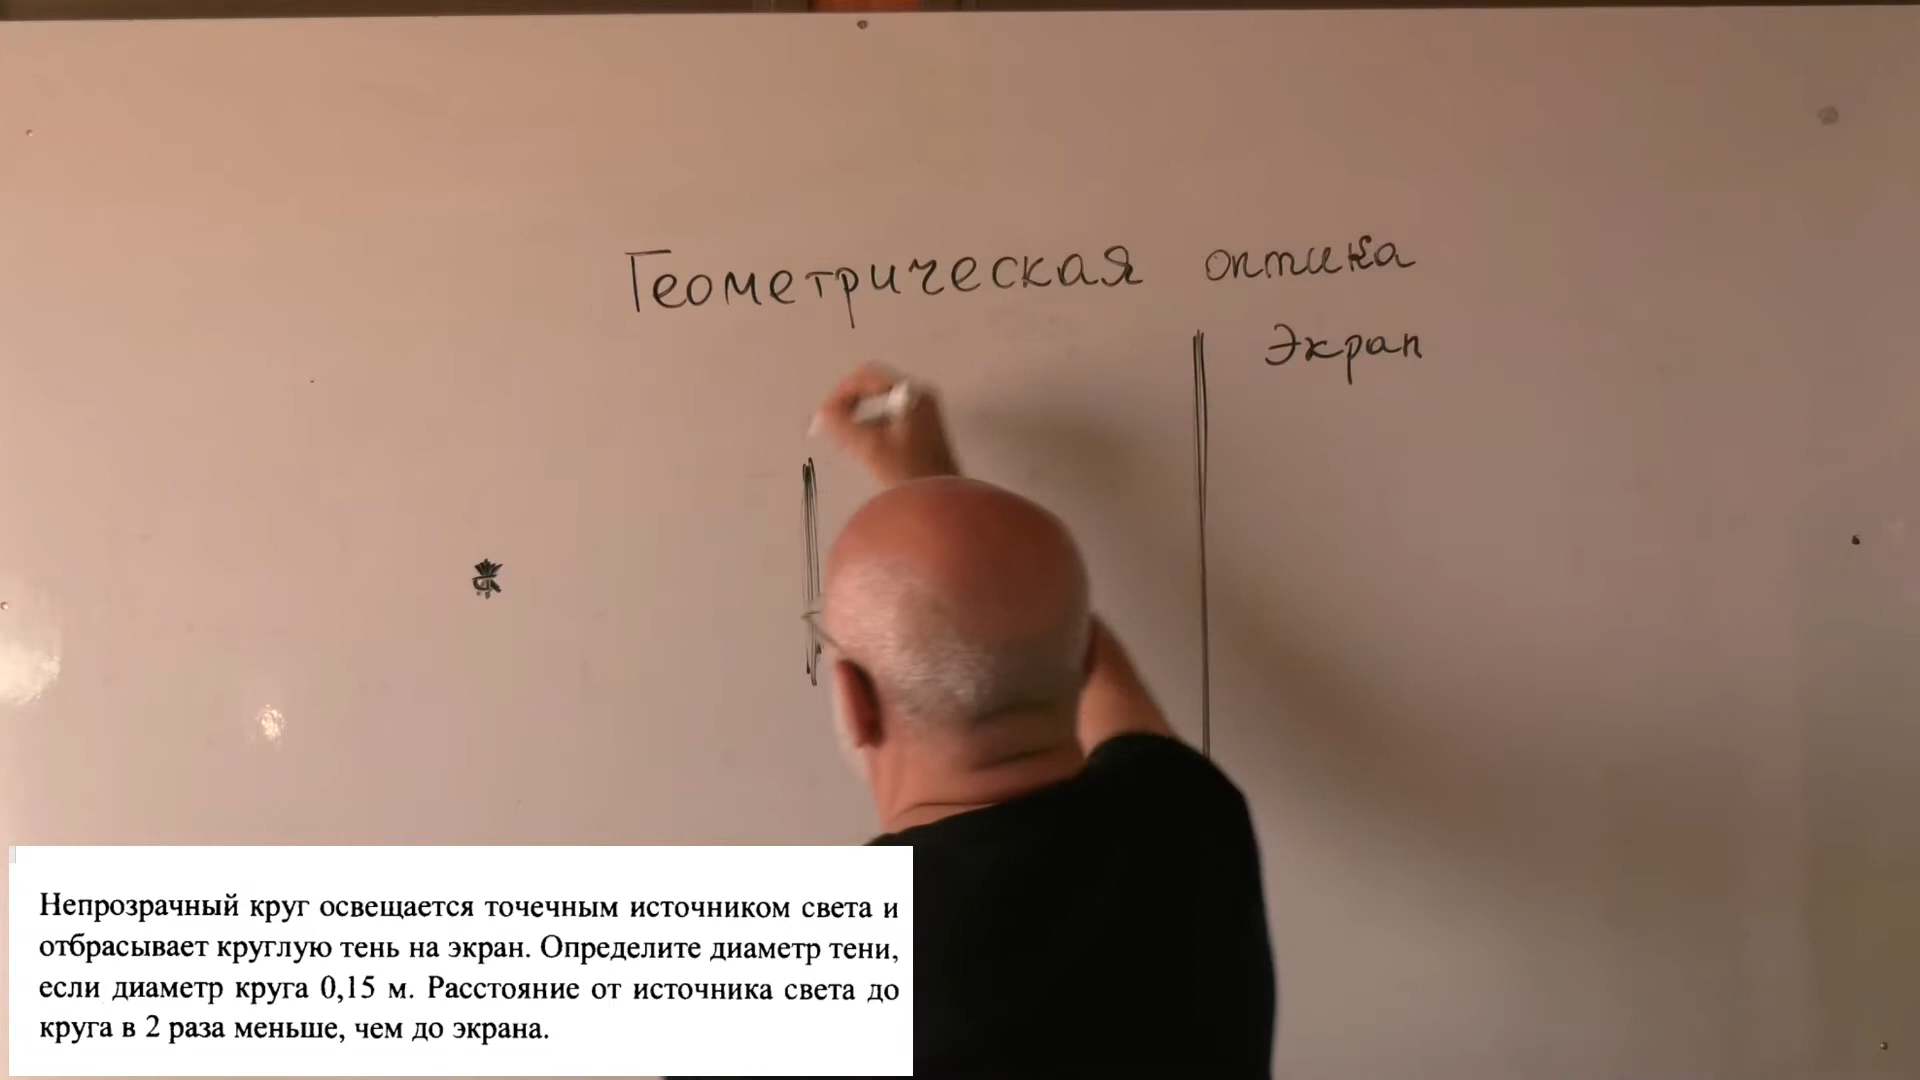 Геометрическая оптика
Экран
Непрозрачный круг освещается точечным источником света и
отбрасывает круглую тень на экран. Определите диаметр тени,
если диаметр круга 0,15 м. Расстояние от источника света до
круга в 2 раза меньше, чем до экрана.